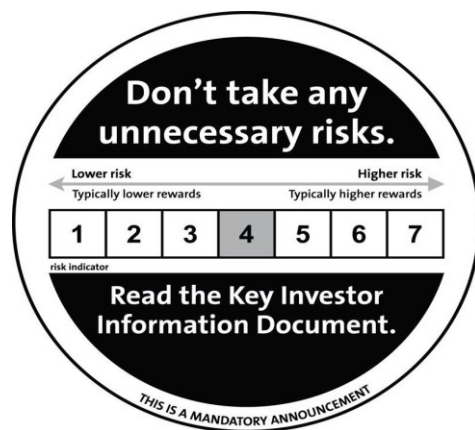 Don't take any
unnecessary risks.
Lower risk Higher risk
Typically lower rewards Typically higher rewards
1 2 3 4 5 6 7
risk indicator
Read the Key Investor
Information Document.
THIS IS A MANDATORY ANNOUNCEMENT